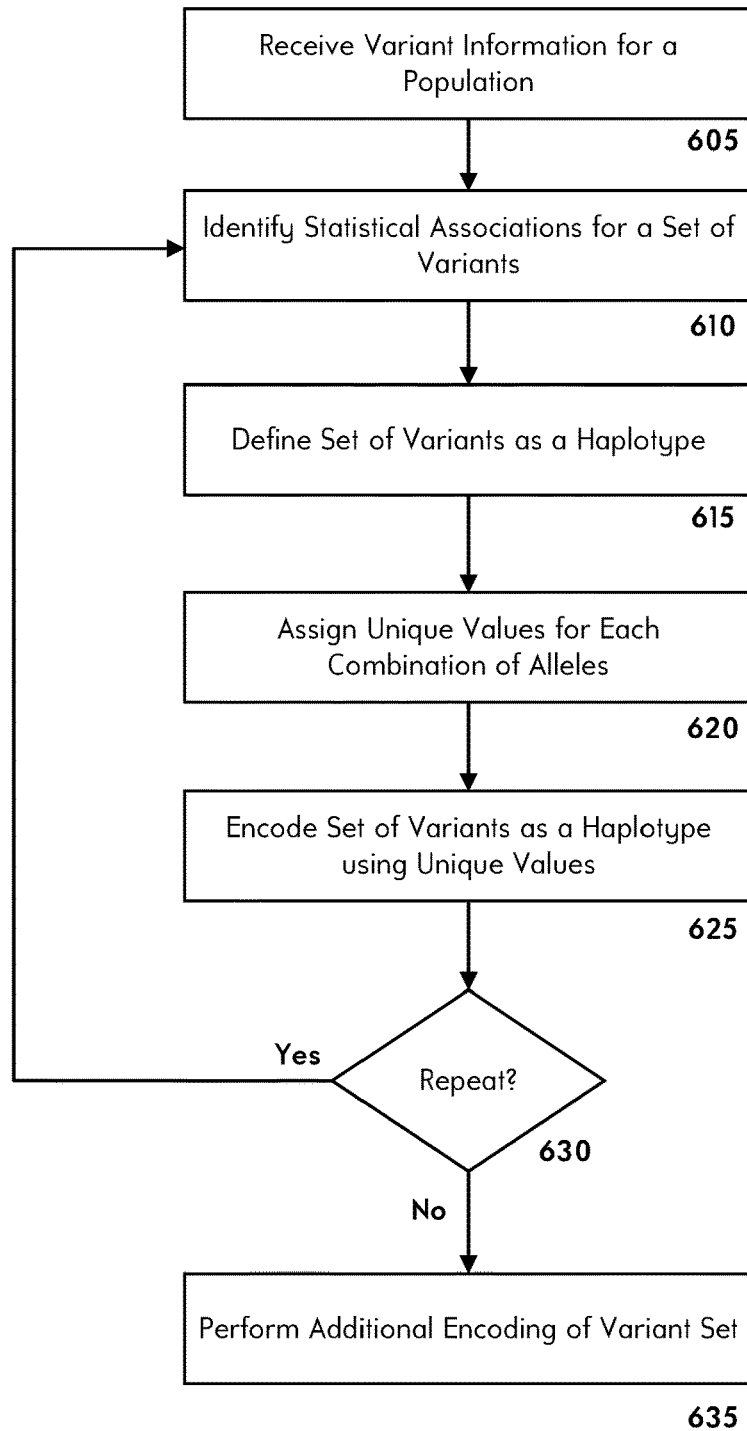 Receive Variant Information for a
Population
605
Identify Statistical Associations for a Set of
Variants
610
Define Set of Variants as a Haplotype
615
Assign Unique Values for Each
Combination of Alleles
620
Encode Set of Variants as a Haplotype
using Unique Values
625
Yes
Repeat?
630
No
Perform Additional Encoding of Variant Set
635